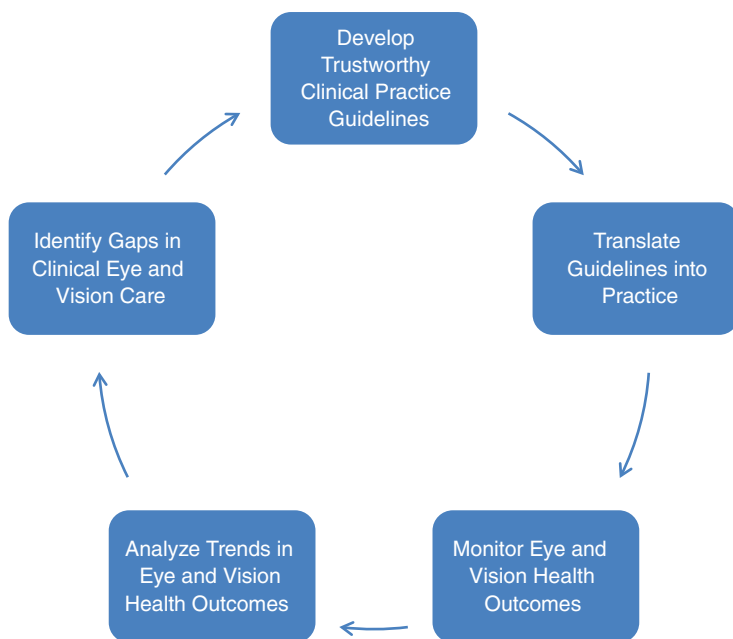 Develop
Trustworthy
Clinical Practice
Guidelines
Translate
Guidelines into
Practice
Monitor Eye and
Vision Health
Outcomes
Analyze Trends in
Eye and Vision
Health Outcomes
Identify Gaps in
Clinical Eye and
Vision Care